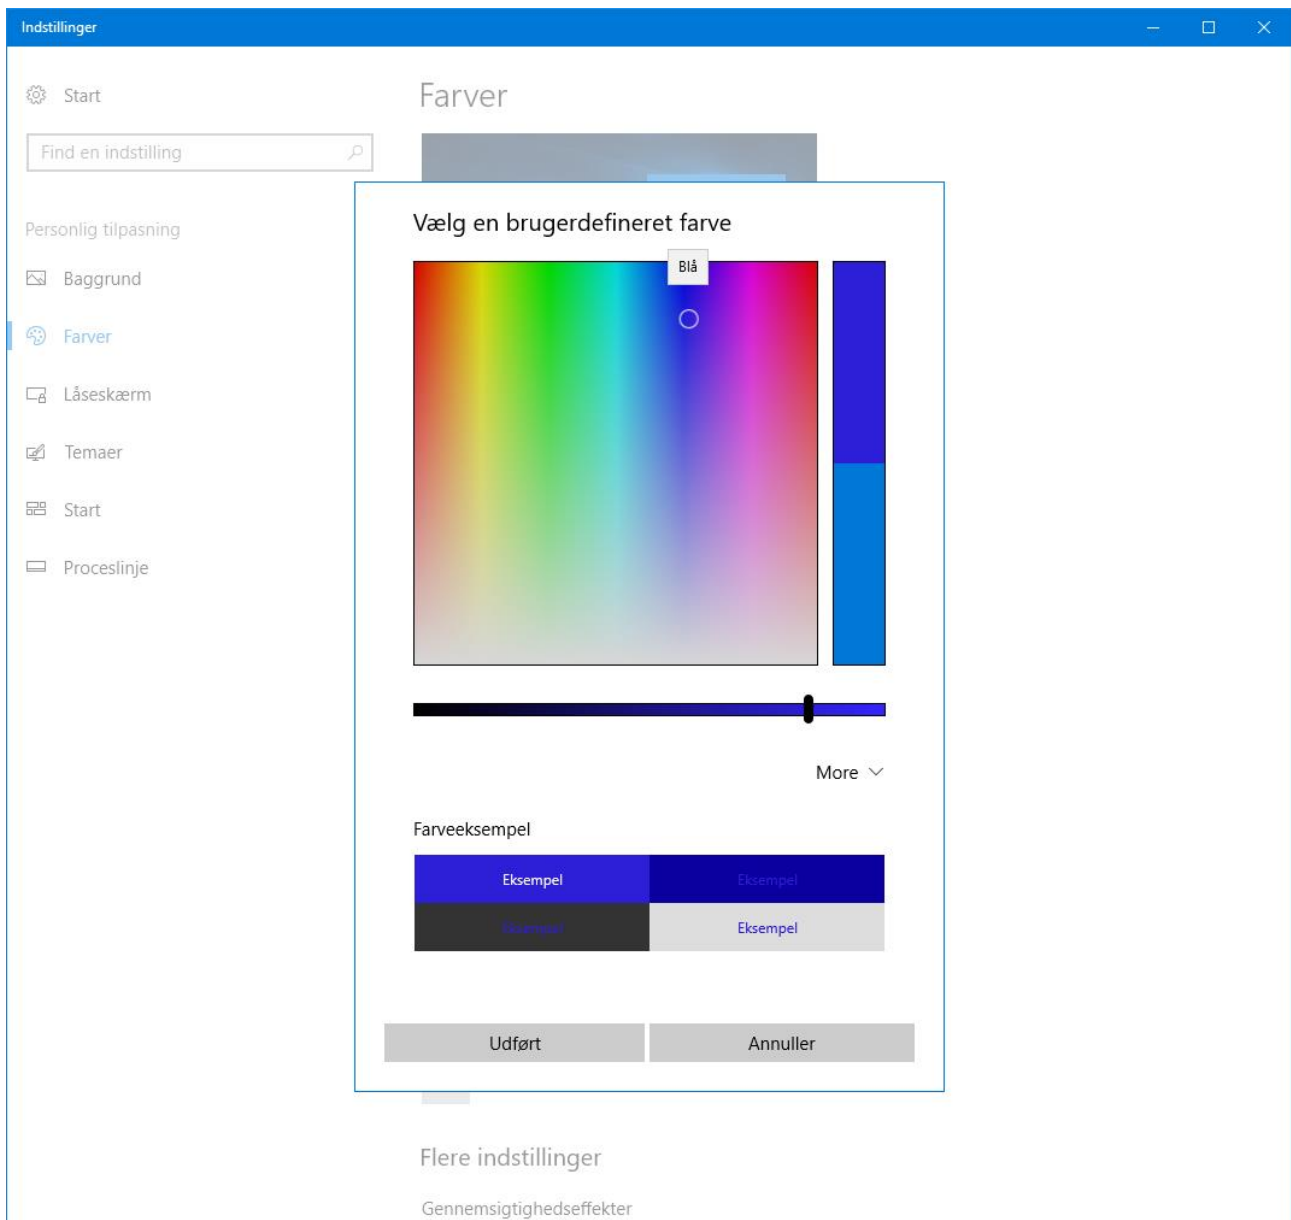 Indstillinger
Start
Find en indstilling
Personlig tilpasning
Baggrund
Farver
Låseskærm
Temaer
Start
Proceslinje
Farver
Vælg en brugerdefineret farve
Blå
More
Farveeksempel
Eksempel Eksempel
Eksempel Eksempel
Udført Annuller
Flere indstillinger
Gennemsigtighedseffekter